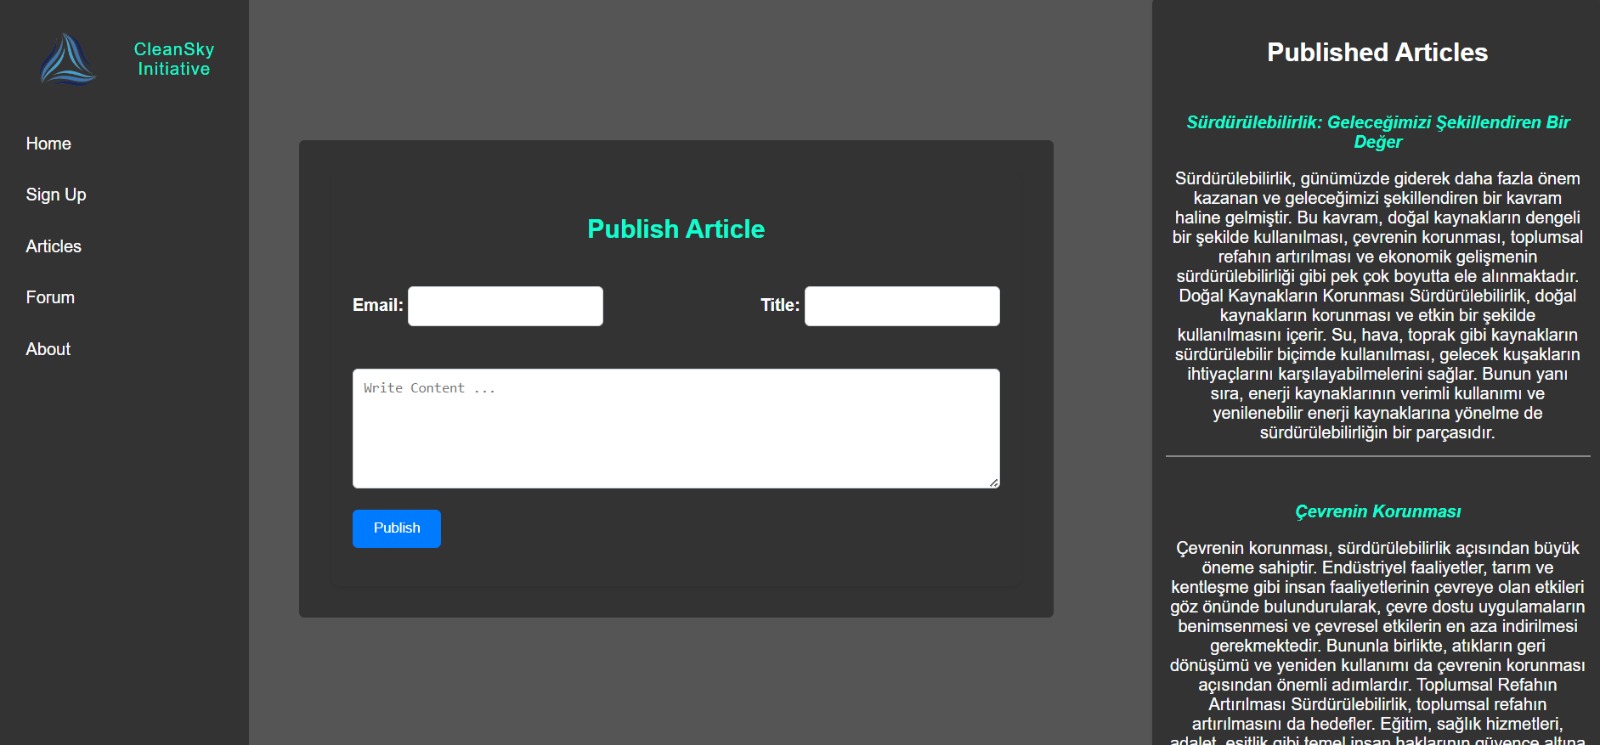 CleanSky
Initiative
Home
Sign Up
Articles
Forum
About
Publish Article
Email:
Title:
Write Content ...
Publish
Published Articles
Sürdürülebilirlik: Geleceğimizi Şekillendiren Bir
Değer
Sürdürülebilirlik, günümüzde giderek daha fazla önem
kazanan ve geleceğimizi şekillendiren bir kavram
haline gelmiştir. Bu kavram, doğal kaynakların dengeli
bir şekilde kullanılması, çevrenin korunması, toplumsal
refahın artırılması ve ekonomik gelişmenin
sürdürülebilirliği gibi pek çok boyutta ele alınmaktadır.
Doğal Kaynakların Korunması Sürdürülebilirlik, doğal
kaynakların korunması ve etkin bir şekilde
kullanılmasını içerir. Su, hava, toprak gibi kaynakların
sürdürülebilir biçimde kullanılması, gelecek kuşakların
ihtiyaçlarını karşılayabilmelerini sağlar. Bunun yanı
sıra, enerji kaynaklarının verimli kullanımı ve
yenilenebilir enerji kaynaklarına yönelme de
sürdürülebilirliğin bir parçasıdır.
Çevrenin Korunması
Çevrenin korunması, sürdürülebilirlik açısından büyük
öneme sahiptir. Endüstriyel faaliyetler, tarım ve
kentleşme gibi insan faaliyetlerinin çevreye olan etkileri
göz önünde bulundurularak, çevre dostu uygulamaların
benimsenmesi ve çevresel etkilerin en aza indirilmesi
gerekmektedir. Bununla birlikte, atıkların geri
dönüşümü ve yeniden kullanımı da çevrenin korunması
açısından önemli adımlardır. Toplumsal Refahın
Artırılması Sürdürülebilirlik, toplumsal refahın
artırılmasını da hedefler. Eğitim, sağlık hizmetleri,
adalet, eşitlik gibi temel insan haklarının güvence altına